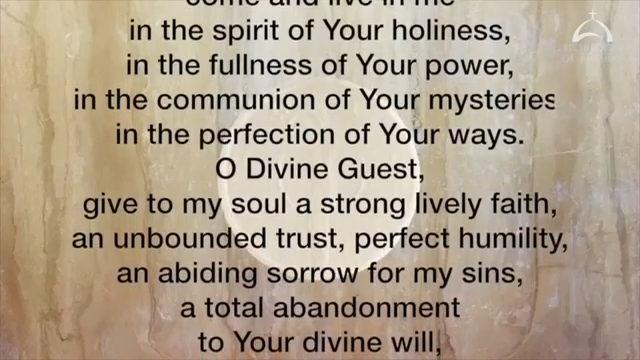 come and live in me
in the spirit of Your holiness,
in the fullness of Your power,
in the communion of Your mysteries
in the perfection of Your ways.
O Divine Guest,
give to my soul a strong lively faith,
an unbounded trust, perfect humility,
an abiding sorrow for my sins,
a total abandonment
to Your divine will,